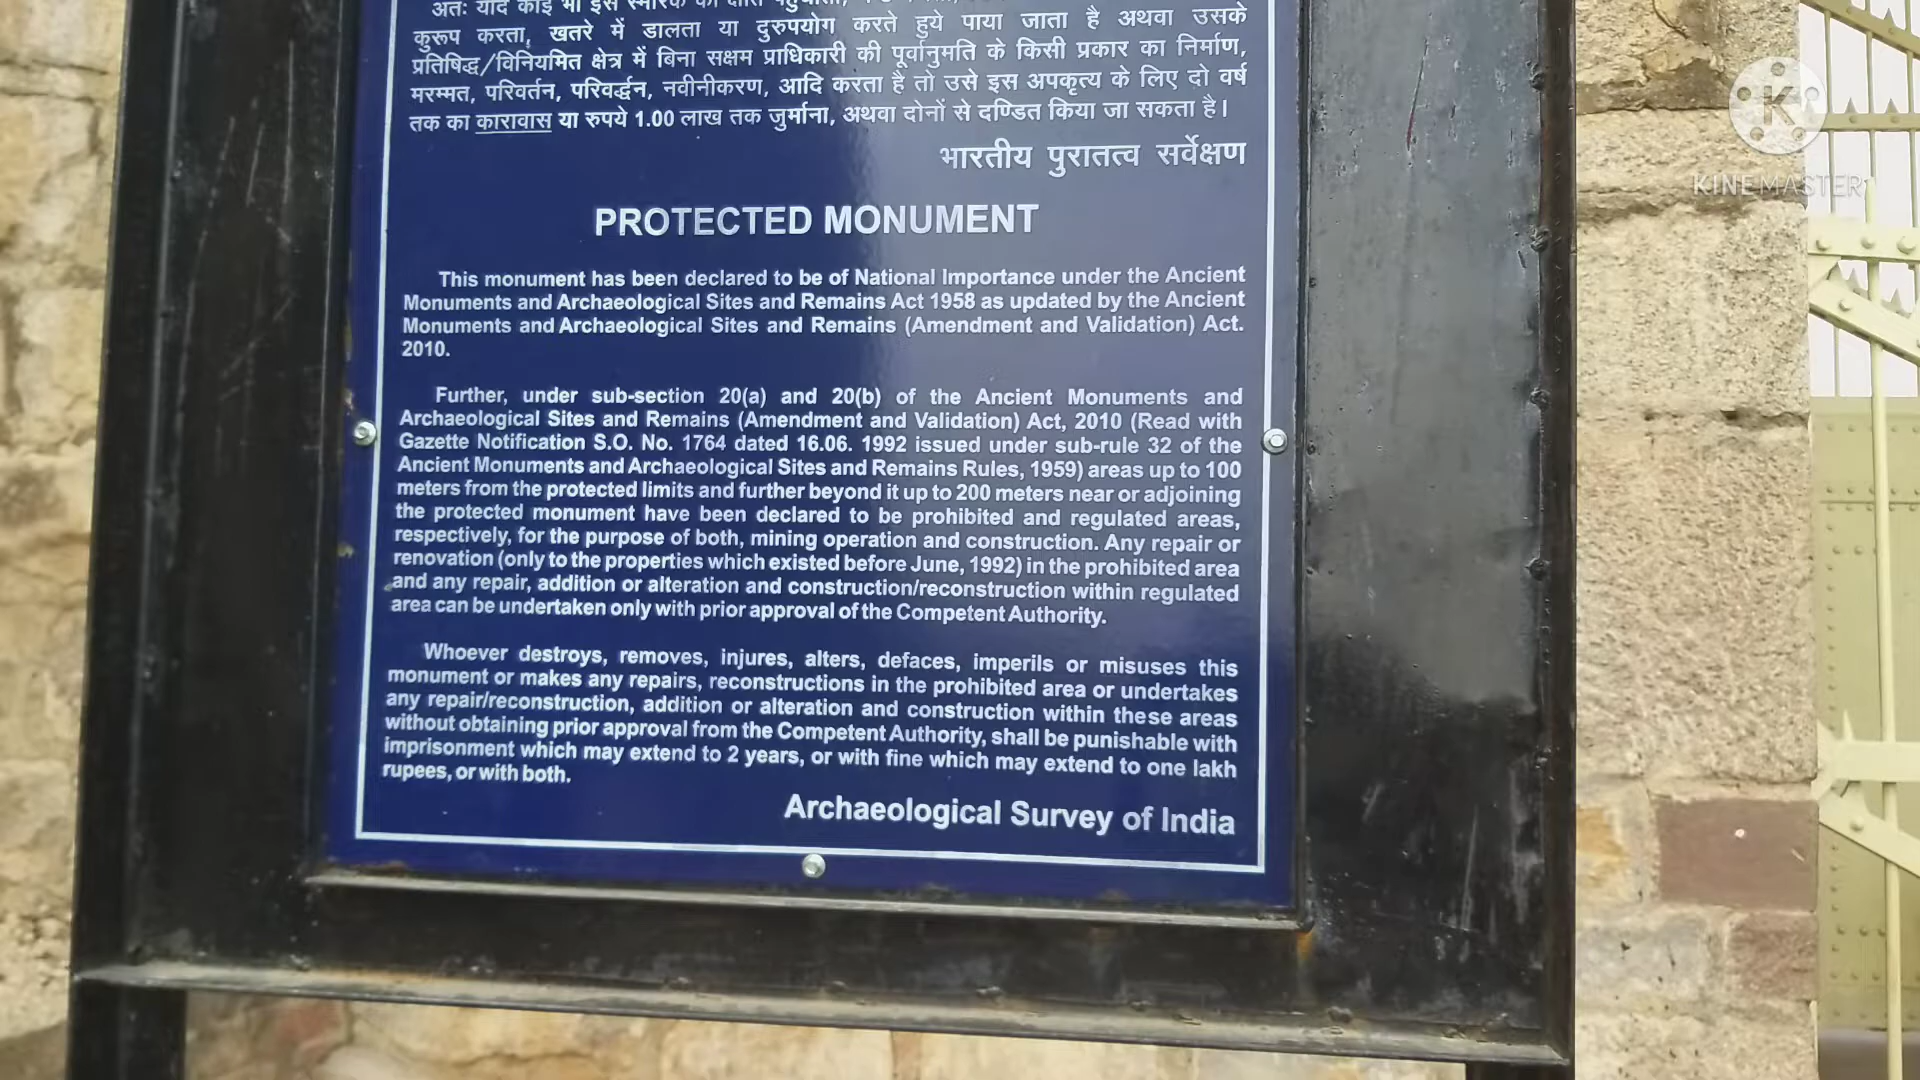 अतः यदि कोई भी इस स्मारक को क्षति पहुंचाता,
कुरूप करता, खतरे में डालता या दुरुपयोग करते हुये पाया जाता है अथवा उसके
प्रतिषिद्ध/विनियमित क्षेत्र में बिना सक्षम प्राधिकारी की पूर्वानुमति के किसी प्रकार का निर्माण,
मरम्मत, परिवर्तन, परिवर्द्धन, नवीनीकरण, आदि करता है तो उसे इस अपकृत्य के लिए दो वर्ष
तक का कारावास या रुपये 1.00 लाख तक जुर्माना, अथवा दोनों से दण्डित किया जा सकता है।
भारतीय पुरातत्व सर्वेक्षण
PROTECTED MONUMENT
This monument has been declared to be of National Importance under the Ancient
Monuments and Archaeological Sites and Remains Act 1958 as updated by the Ancient
Monuments and Archaeological Sites and Remains (Amendment and Validation) Act.
2010.
Further, under sub-section 20(a) and 20(b) of the Ancient Monuments and
Archaeological Sites and Remains (Amendment and Validation) Act, 2010 (Read with
Gazette Notification S.O. No. 1764 dated 16.06. 1992 issued under sub-rule 32 of the
Ancient Monuments and Archaeological Sites and Remains Rules, 1959) areas up to 100
meters from the protected limits and further beyond it up to 200 meters near or adjoining
the protected monument have been declared to be prohibited and regulated areas,
respectively, for the purpose of both, mining operation and construction. Any repair or
renovation (only to the properties which existed before June, 1992) in the prohibited area
and any repair, addition or alteration and construction/reconstruction within regulated
area can be undertaken only with prior approval of the Competent Authority.
Whoever destroys, removes, injures, alters, defaces, imperils or misuses this
monument or makes any repairs, reconstructions in the prohibited area or undertakes
any repair/reconstruction, addition or alteration and construction within these areas
without obtaining prior approval from the Competent Authority, shall be punishable with
imprisonment which may extend to 2 years, or with fine which may extend to one lakh
rupees, or with both.
Archaeological Survey of India
K
KINEMASTER